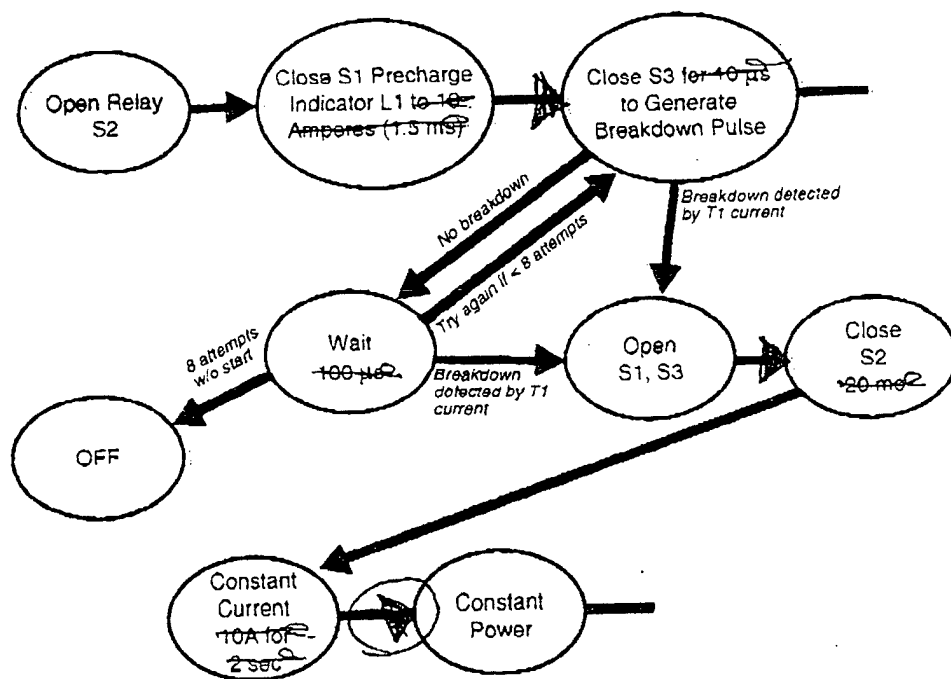 Open Relay
S2
Close S1 Precharge
Indicator L1 to 10
Amperes (1.5 ms)
Close S3 for 10 µs
to Generate
Breakdown Pulse
No breakdown
Try again if < 8 attempts
Breakdown detected
by T1 current
8 attempts
w/o start
Wait
100 µs
Breakdown
detected by T1
current
Open
S1, S3
Close
S2
OFF
Constant
Current
10A for
2 sec
Constant
Power